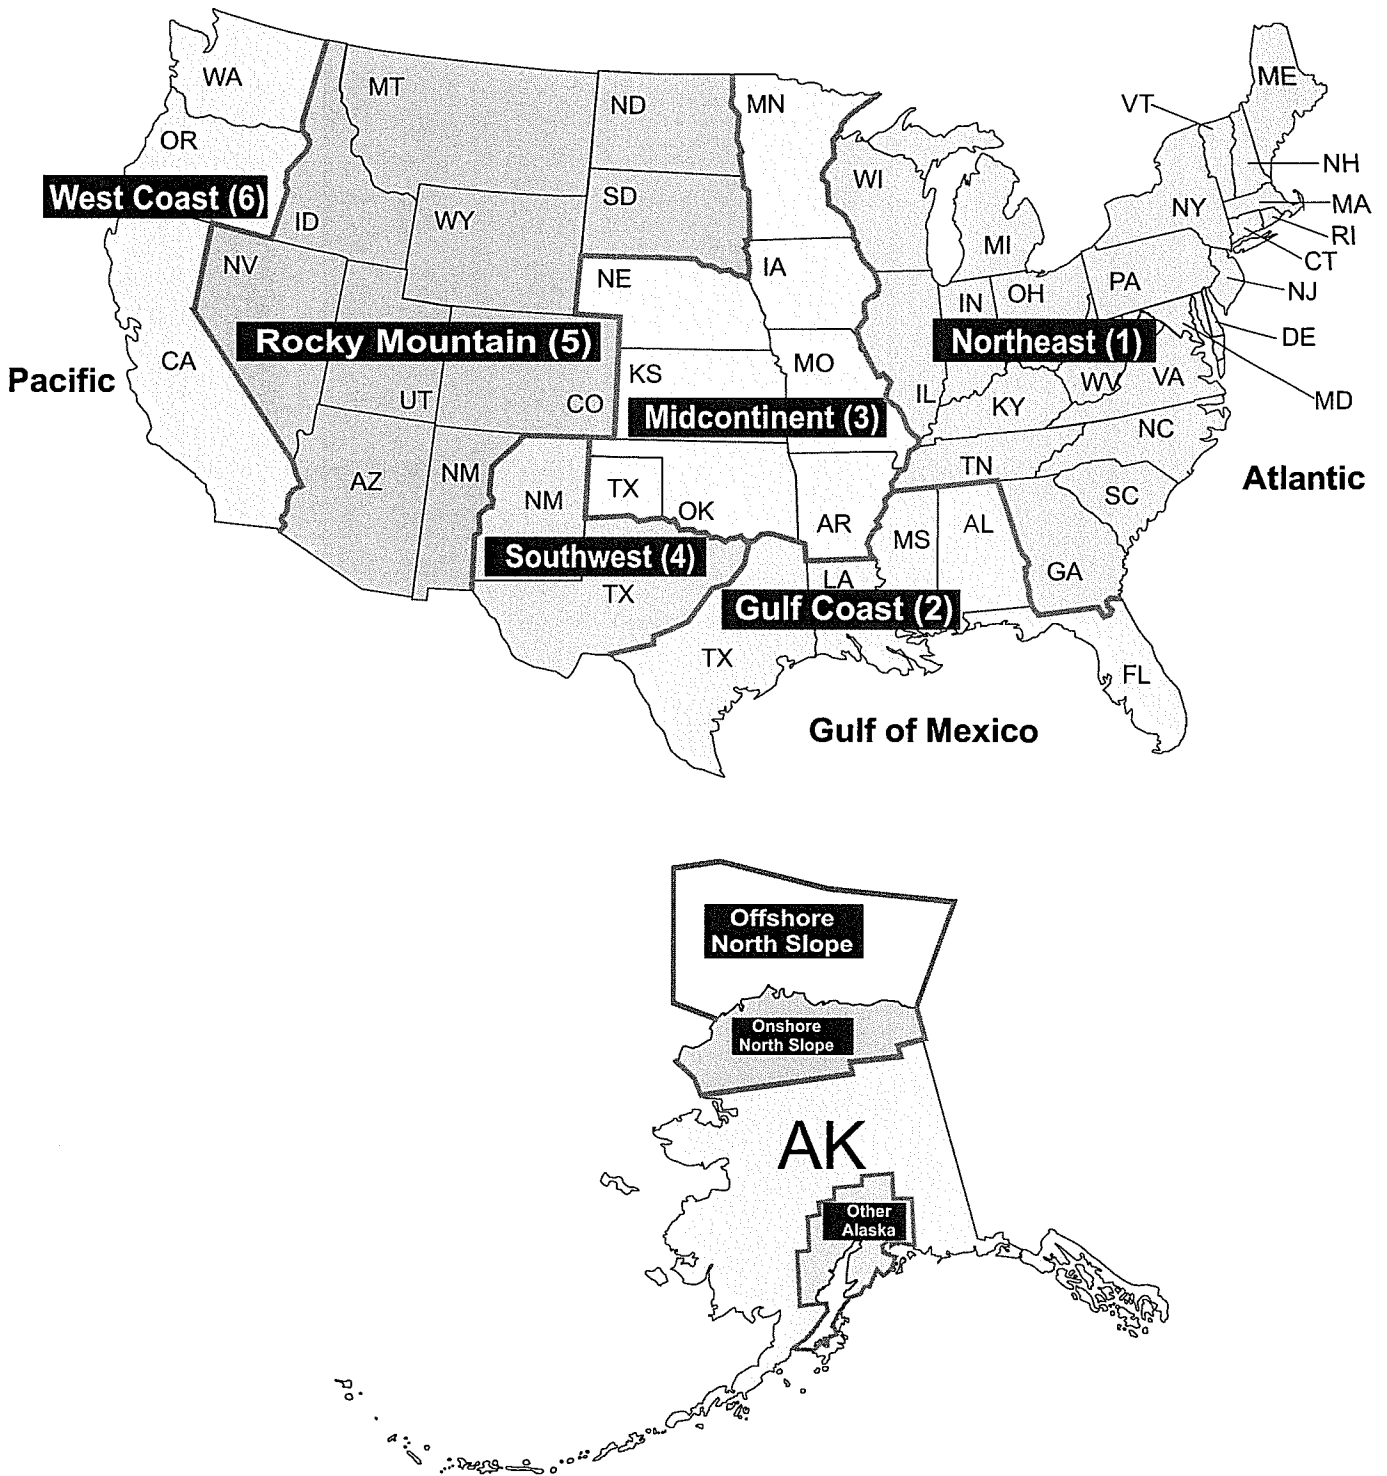 WA
MT
ND
MN
ME
VT
OR
NH
WI
West Coast (6)
SD
MA
NY
ID
WY
RI
MI
NV
IA
CT
NE
IN
OH
PA
NJ
Rocky Mountain (5)
Northeast (1)
DE
CA
MO
KS
Pacific
WV
VA
UT
CO
IL
KY
MD
Midcontinent (3)
NC
TN
NM
AZ
Atlantic
TX
NM
SC
OK
AR
AL
MS
Southwest (4)
GA
LA
TX
Gulf Coast (2)
TX
FL
Gulf of Mexico
Offshore
North Slope
Onshore
North Slope
AK
Other
Alaska